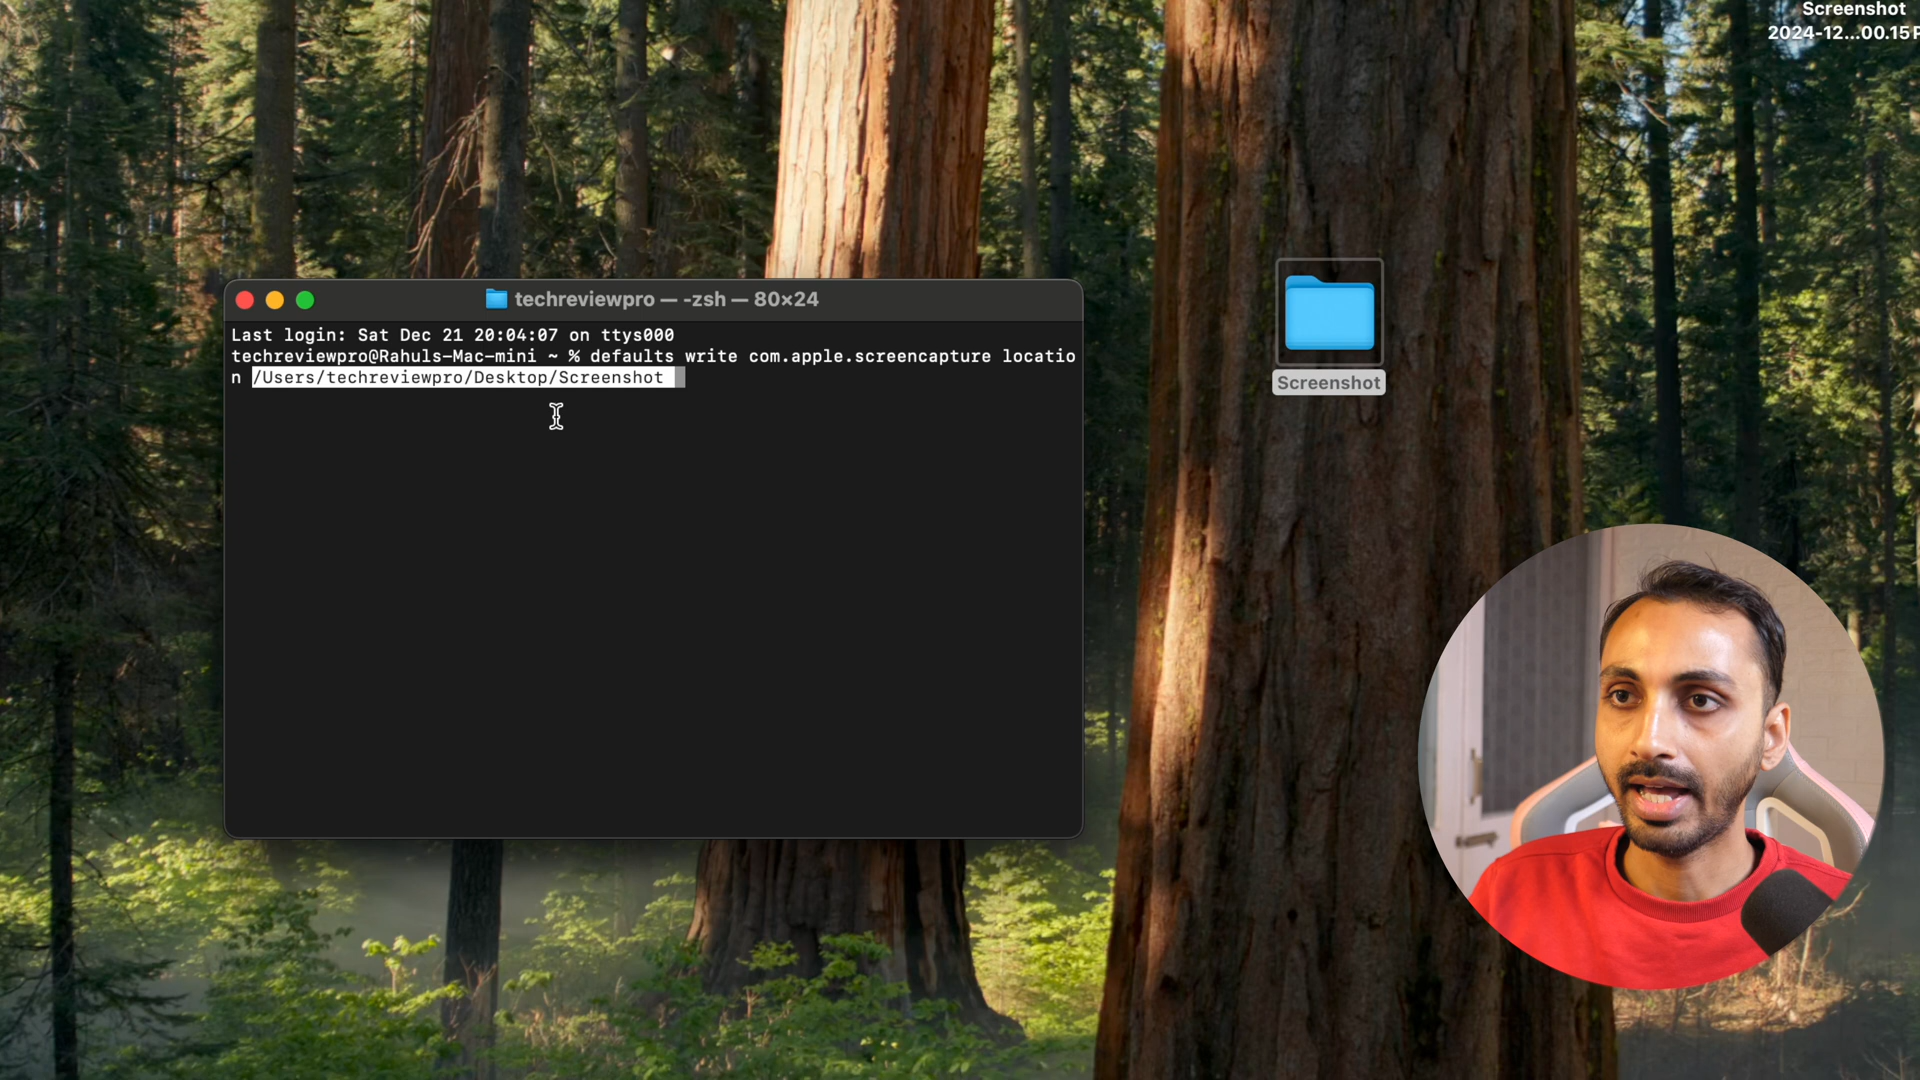 Screenshot
2024-12...00.15 P
techreviewpro — -zsh — 80×24
Last login: Sat Dec 21 20:04:07 on ttys000
techreviewpro@Rahuls-Mac-mini ~ % defaults write com.apple.screencapture locatio
n /Users/techreviewpro/Desktop/Screenshot
Screenshot